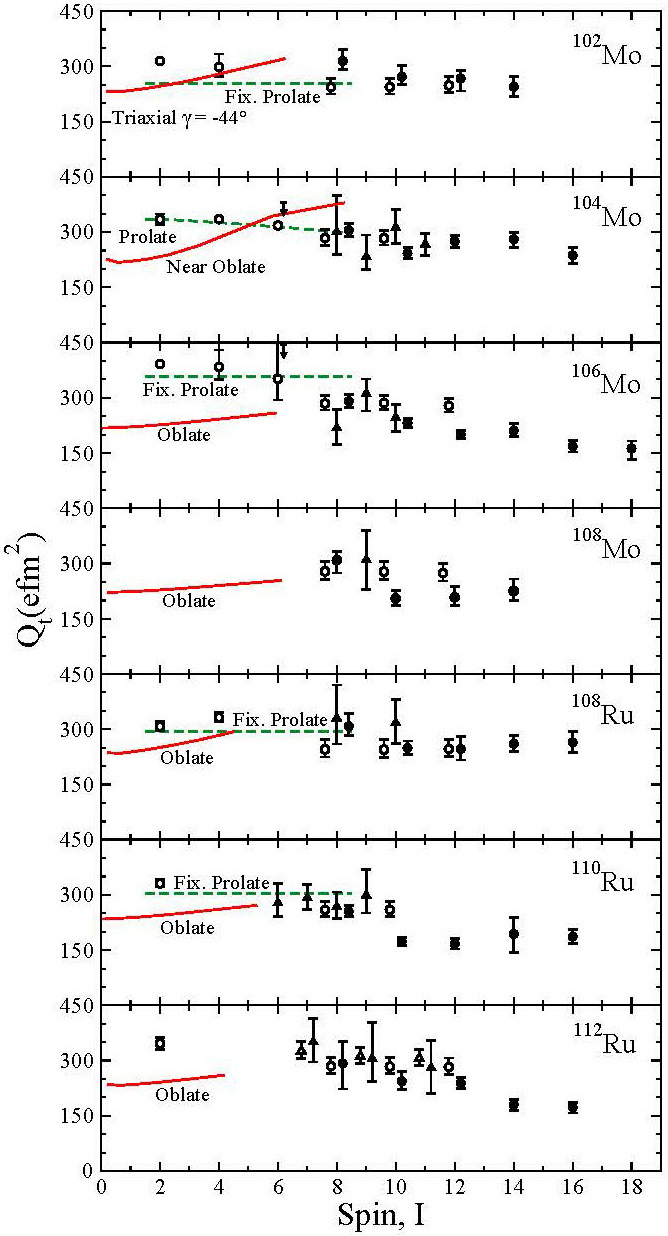 450
300
150
¹⁰²Mo
Fix. Prolate
Triaxial γ = -44°
450
300
150
¹⁰⁴Mo
Prolate
Near Oblate
450
300
150
¹⁰⁶Mo
Fix. Prolate
Oblate
450
300
150
¹⁰⁸Mo
Oblate
Qt(efm²)
450
300
150
¹⁰⁸Ru
Fix. Prolate
Oblate
450
300
150
¹¹⁰Ru
Fix. Prolate
Oblate
450
300
150
0
¹¹²Ru
Oblate
0 2 4 6 8 10 12 14 16 18
Spin, I